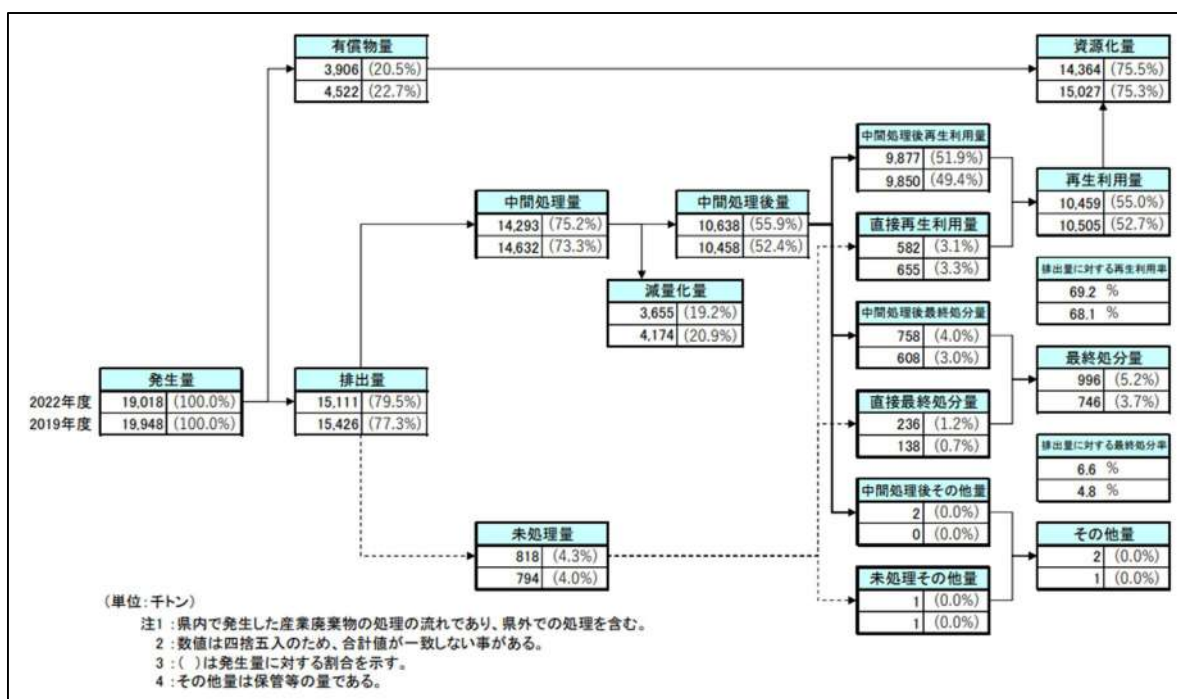 有償物量
3,906 (20.5%)
4,522 (22.7%)
資源化量
14,364 (75.5%)
15,027 (75.3%)
中間処理後再生利用量
9,877 (51.9%)
9,850 (49.4%)
中間処理量
14,293 (75.2%)
14,632 (73.3%)
中間処理後量
10,638 (55.9%)
10,458 (52.4%)
再生利用量
10,459 (55.0%)
10,505 (52.7%)
直接再生利用量
582 (3.1%)
655 (3.3%)
減量化量
3,655 (19.2%)
4,174 (20.9%)
排出量に対する再生利用率
69.2 %
68.1 %
中間処理後最終処分量
758 (4.0%)
608 (3.0%)
発生量
2022年度 19,018 (100.0%)
2019年度 19,948 (100.0%)
排出量
15,111 (79.5%)
15,426 (77.3%)
最終処分量
996 (5.2%)
746 (3.7%)
直接最終処分量
236 (1.2%)
138 (0.7%)
排出量に対する最終処分率
6.6 %
4.8 %
中間処理後その他量
2 (0.0%)
0 (0.0%)
未処理量
818 (4.3%)
794 (4.0%)
その他量
2 (0.0%)
1 (0.0%)
未処理その他量
1 (0.0%)
1 (0.0%)
(単位:千トン)
注1 :県内で発生した産業廃棄物の処理の流れであり、県外での処理を含む。
2 :数値は四捨五入のため、合計値が一致しない事がある。
3 :( )は発生量に対する割合を示す。
4 :その他量は保管等の量である。